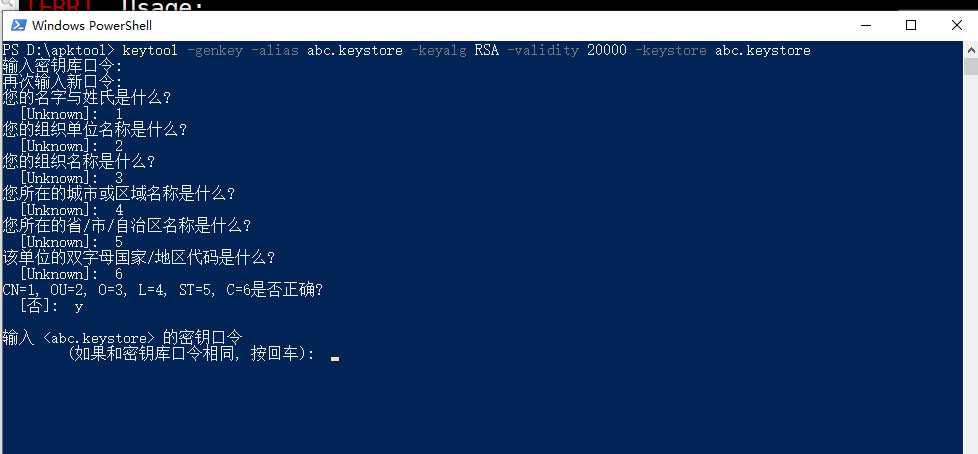 [ERR] Usage:
Windows PowerShell
PS D:\apktool> keytool -genkey -alias abc.keystore -keyalg RSA -validity 20000 -keystore abc.keystore
输入密钥库口令:
再次输入新口令:
您的名字与姓氏是什么?
[Unknown]: 1
您的组织单位名称是什么?
[Unknown]: 2
您的组织名称是什么?
[Unknown]: 3
您所在的城市或区域名称是什么?
[Unknown]: 4
您所在的省/市/自治区名称是什么?
[Unknown]: 5
该单位的双字母国家/地区代码是什么?
[Unknown]: 6
CN=1, OU=2, O=3, L=4, ST=5, C=6是否正确?
[否]: y
输入 <abc.keystore> 的密钥口令
(如果和密钥库口令相同, 按回车):